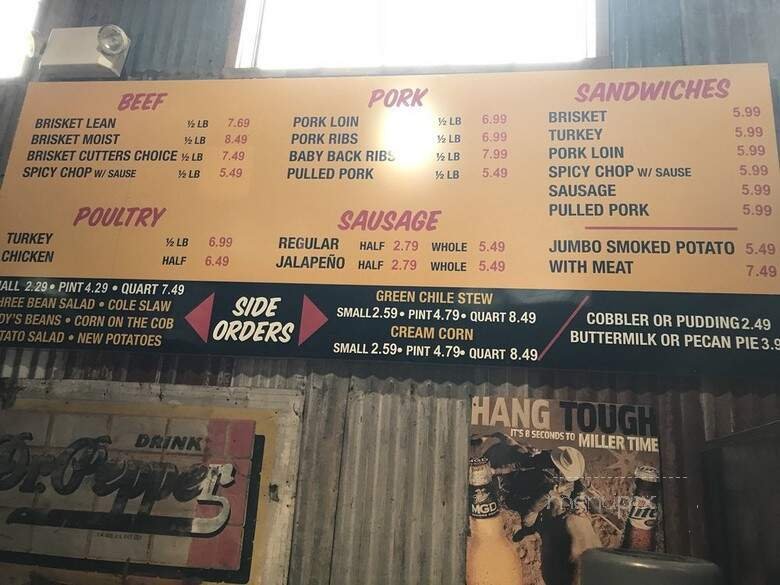 BEEF
BRISKET LEAN ½ LB 7.69
BRISKET MOIST ½ LB 8.49
BRISKET CUTTERS CHOICE ½ LB 7.49
SPICY CHOP W/ SAUSE ½ LB 5.49
PORK
PORK LOIN ½ LB 6.99
PORK RIBS ½ LB 6.99
BABY BACK RIBS ½ LB 7.99
PULLED PORK ½ LB 5.49
SANDWICHES
BRISKET 5.99
TURKEY 5.99
PORK LOIN 5.99
SPICY CHOP W/ SAUSE 5.99
SAUSAGE 5.99
PULLED PORK 5.99
JUMBO SMOKED POTATO 5.49
WITH MEAT 7.49
POULTRY
TURKEY ½ LB 6.99
CHICKEN HALF 6.49
SAUSAGE
REGULAR HALF 2.79 WHOLE 5.49
JALAPEÑO HALF 2.79 WHOLE 5.49
ALL 2.29 • PINT 4.29 • QUART 7.49
HREE BEAN SALAD • COLE SLAW
DY'S BEANS • CORN ON THE COB
TATO SALAD • NEW POTATOES
SIDE
ORDERS
GREEN CHILE STEW
SMALL 2.59 • PINT 4.79 • QUART 8.49
CREAM CORN
SMALL 2.59 • PINT 4.79 • QUART 8.49
COBBLER OR PUDDING 2.49
BUTTERMILK OR PECAN PIE 3.9
DRINK
Dr. Pepper
HANG TOUGH
IT'S 8 SECONDS TO MILLER TIME
MGD
Lite
menupix